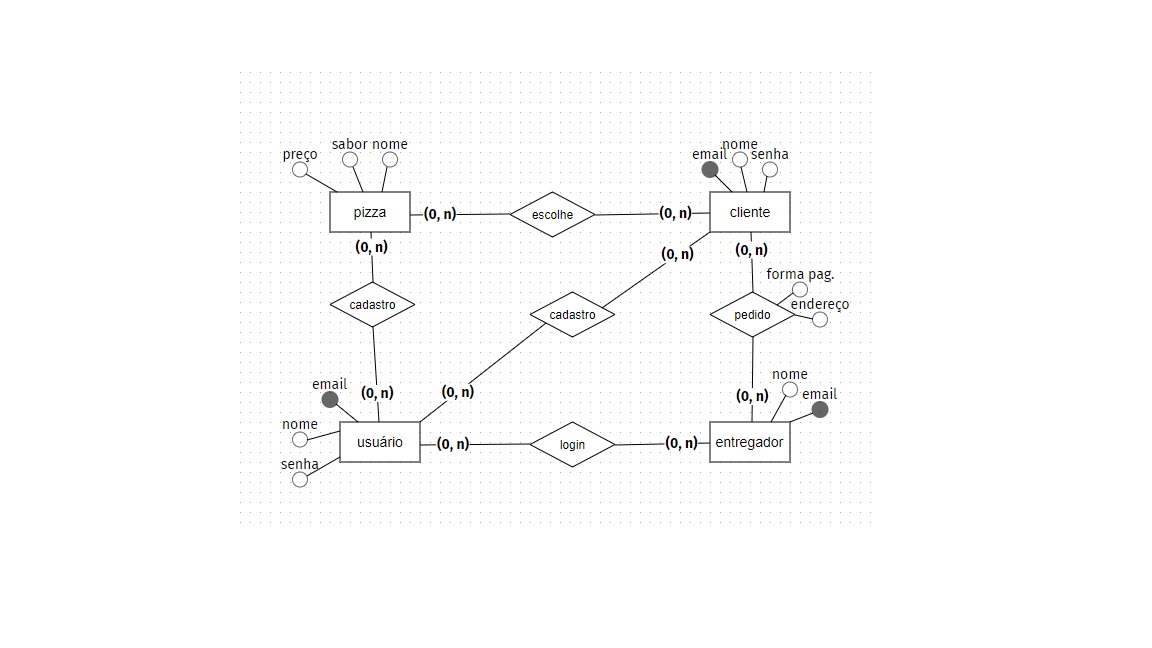 sabor nome
preço
nome
email
senha
pizza
(0, n)
esclhe
(0, n)
cliente
(0, n)
(0, n)
(0, n)
forma pag.
endereço
cadastro
cadastro
pedido
nome
email
(0, n)
(0, n)
(0, n)
email
nome
usuário
(0, n)
login
(0, n)
entregador
senha